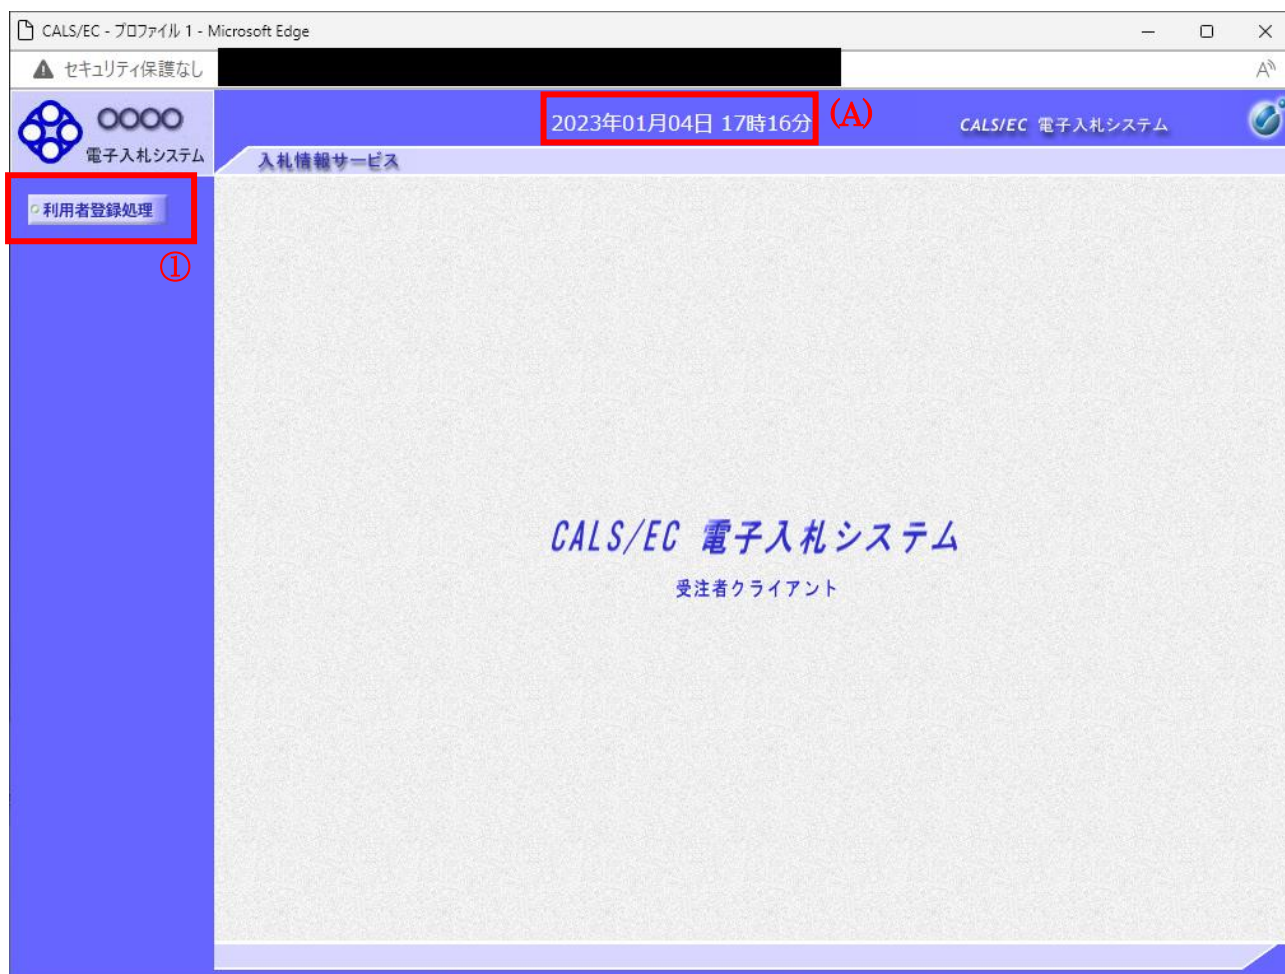 CALS/EC - プロファイル 1 - Microsoft Edge
セキュリティ保護なし
A
〇〇〇〇
電子入札システム
2023年01月04日 17時16分
(A)
CALS/EC 電子入札システム
入札情報サービス
利用者登録処理
①
CALS/EC 電子入札システム
受注者クライアント